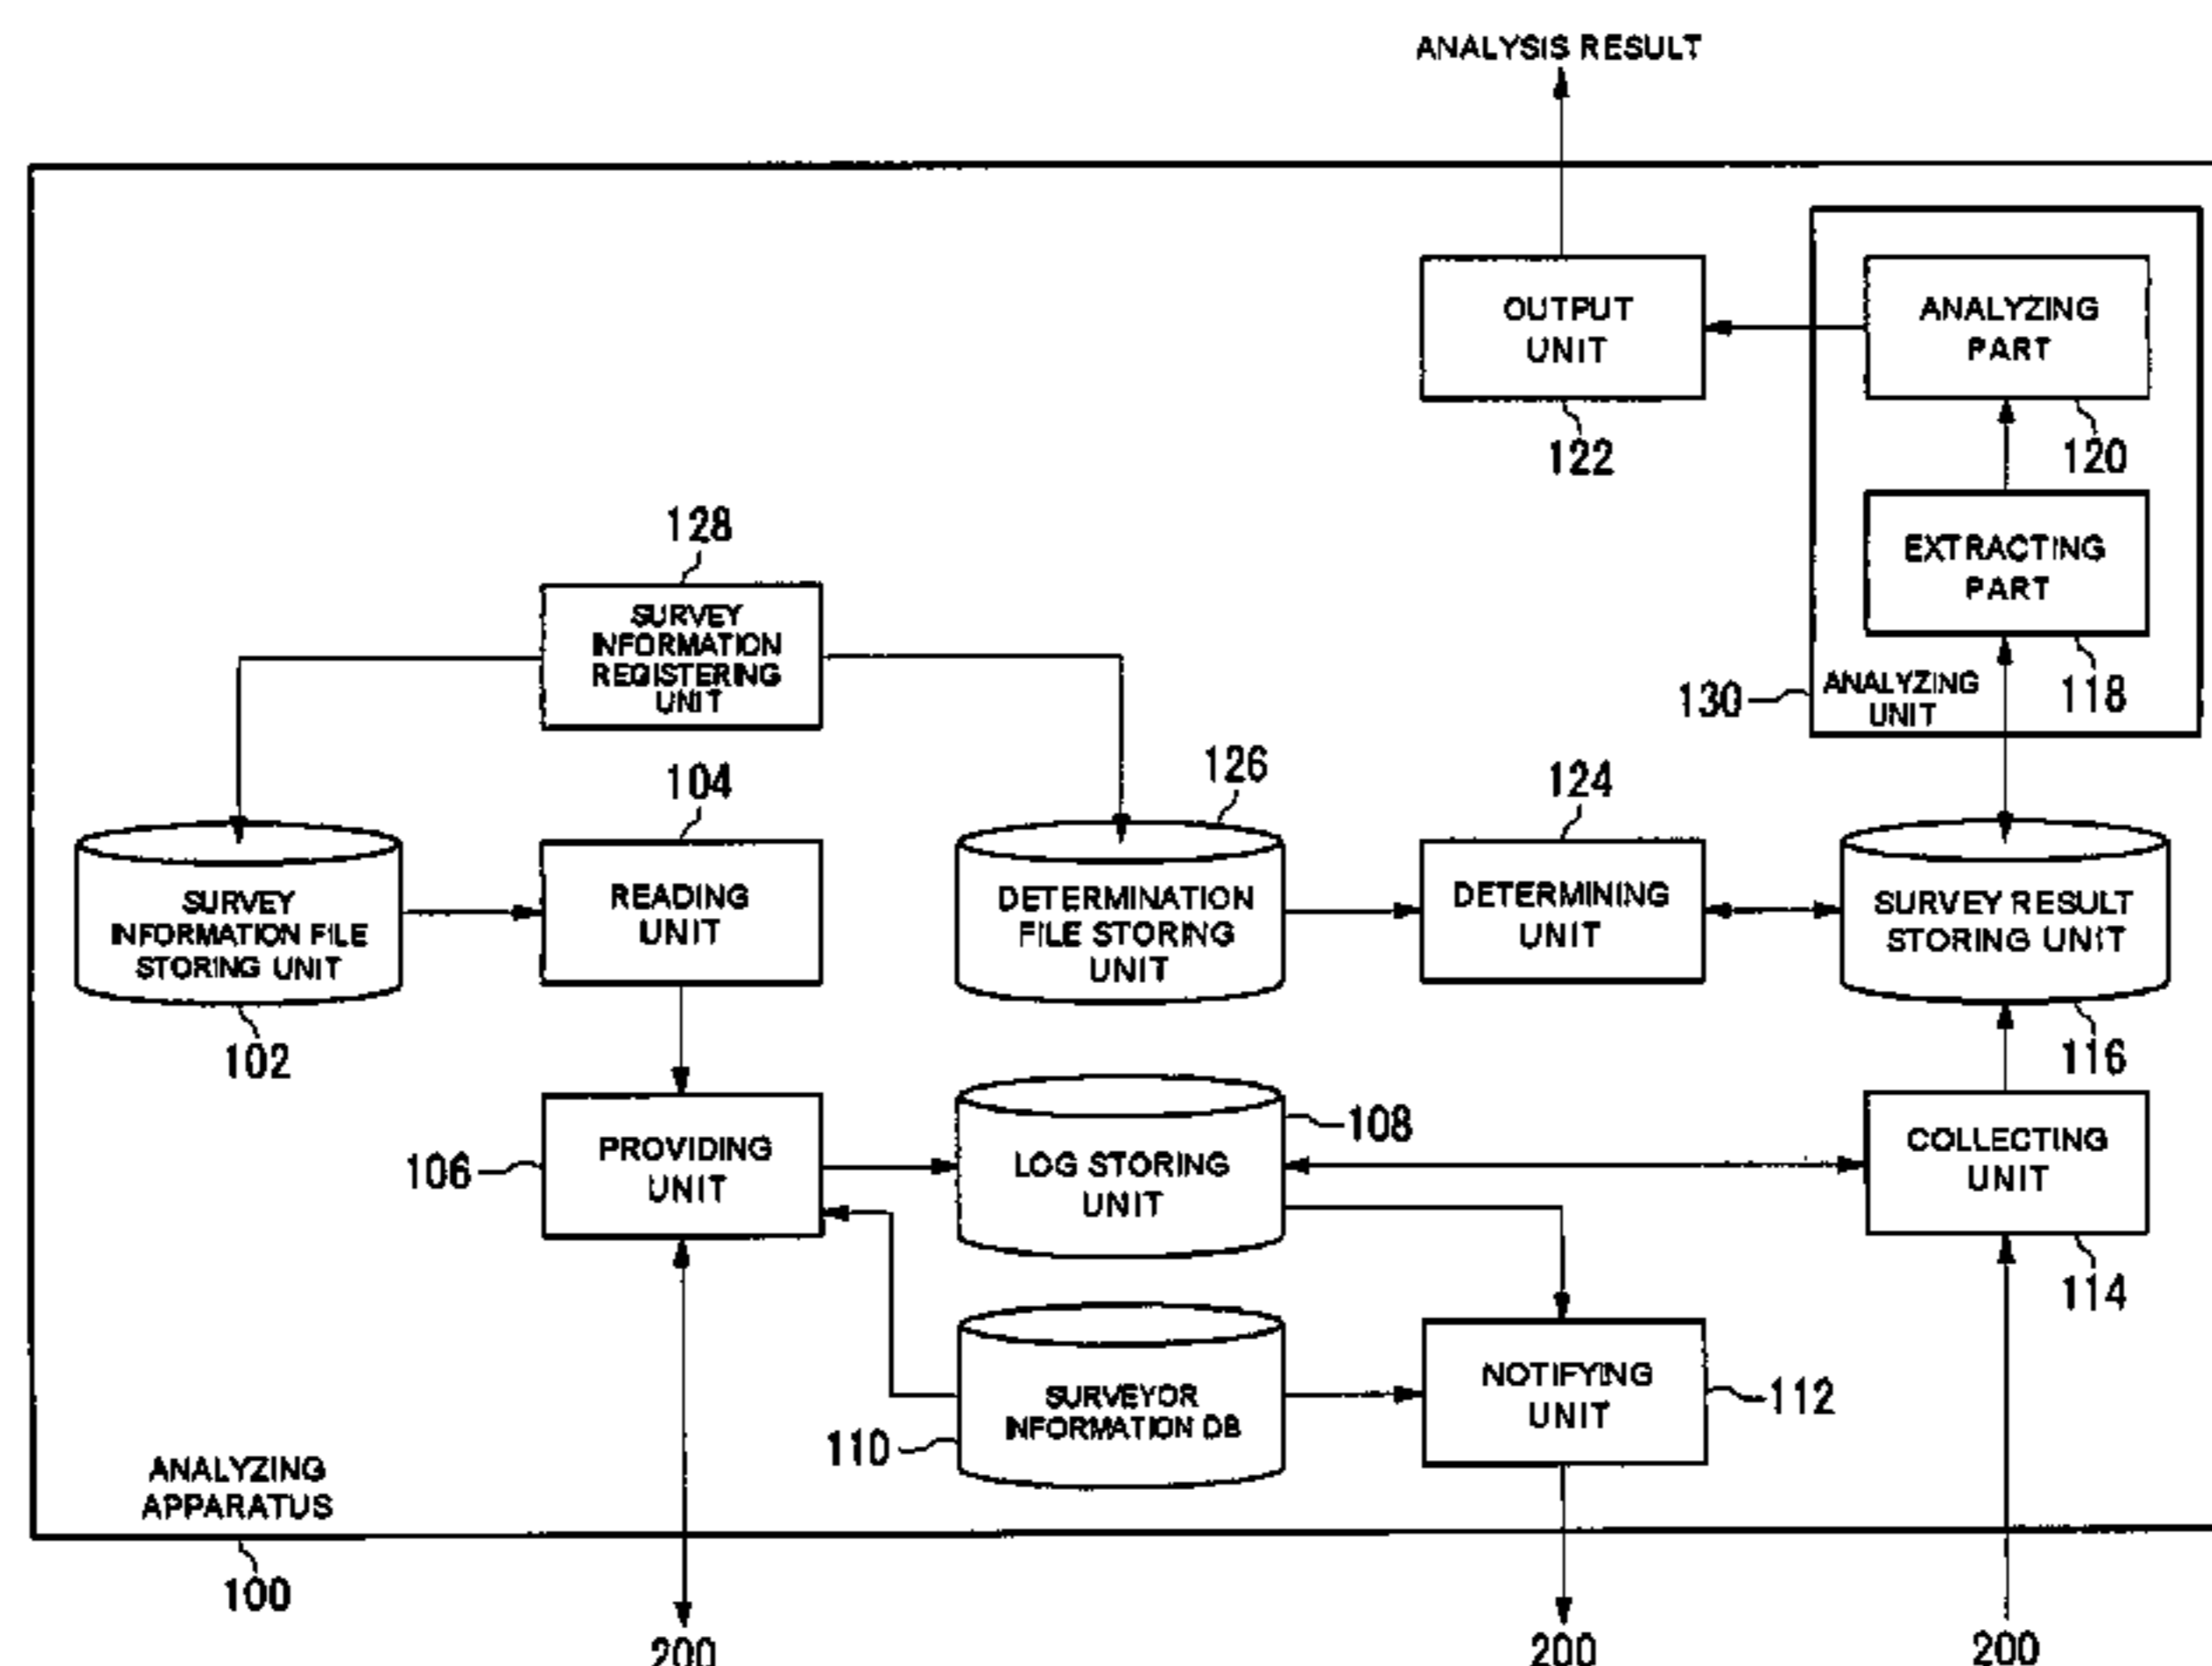 ANALYSIS RESULT
OUTPUT
UNIT
122
ANALYZING
PART
120
EXTRACTING
PART
118
130
ANALYZING
UNIT
128
SURVEY
INFORMATION
REGISTERING
UNIT
SURVEY
INFORMATION FILE
STORING UNIT
102
104
READING
UNIT
126
DETERMINATION
FILE STORING
UNIT
124
DETERMINING
UNIT
SURVEY RESULT
STORING UNIT
116
106
PROVIDING
UNIT
108
LOG STORING
UNIT
COLLECTING
UNIT
114
110
SURVEYOR
INFORMATION DB
NOTIFYING
UNIT
112
ANALYZING
APPARATUS
100
200
200
200